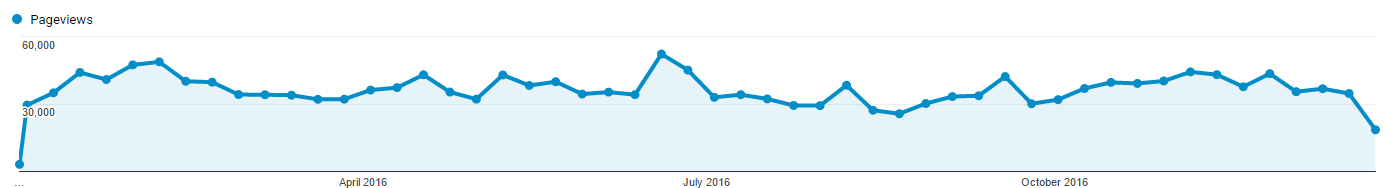 Pageviews
60,000
30,000
... April 2016 July 2016 October 2016